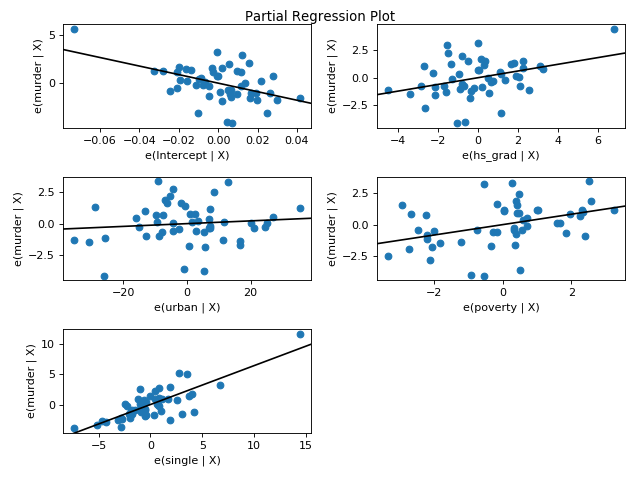 Partial Regression Plot
e(murder | X)
5
0
−0.06 −0.04 −0.02 0.00 0.02 0.04
e(Intercept | X)
e(murder | X)
2.5
0.0
−2.5
−4 −2 0 2 4 6
e(hs_grad | X)
e(murder | X)
2.5
0.0
−2.5
−20 0 20
e(urban | X)
e(murder | X)
2.5
0.0
−2.5
−2 0 2
e(poverty | X)
e(murder | X)
10
5
0
−5 0 5 10 15
e(single | X)